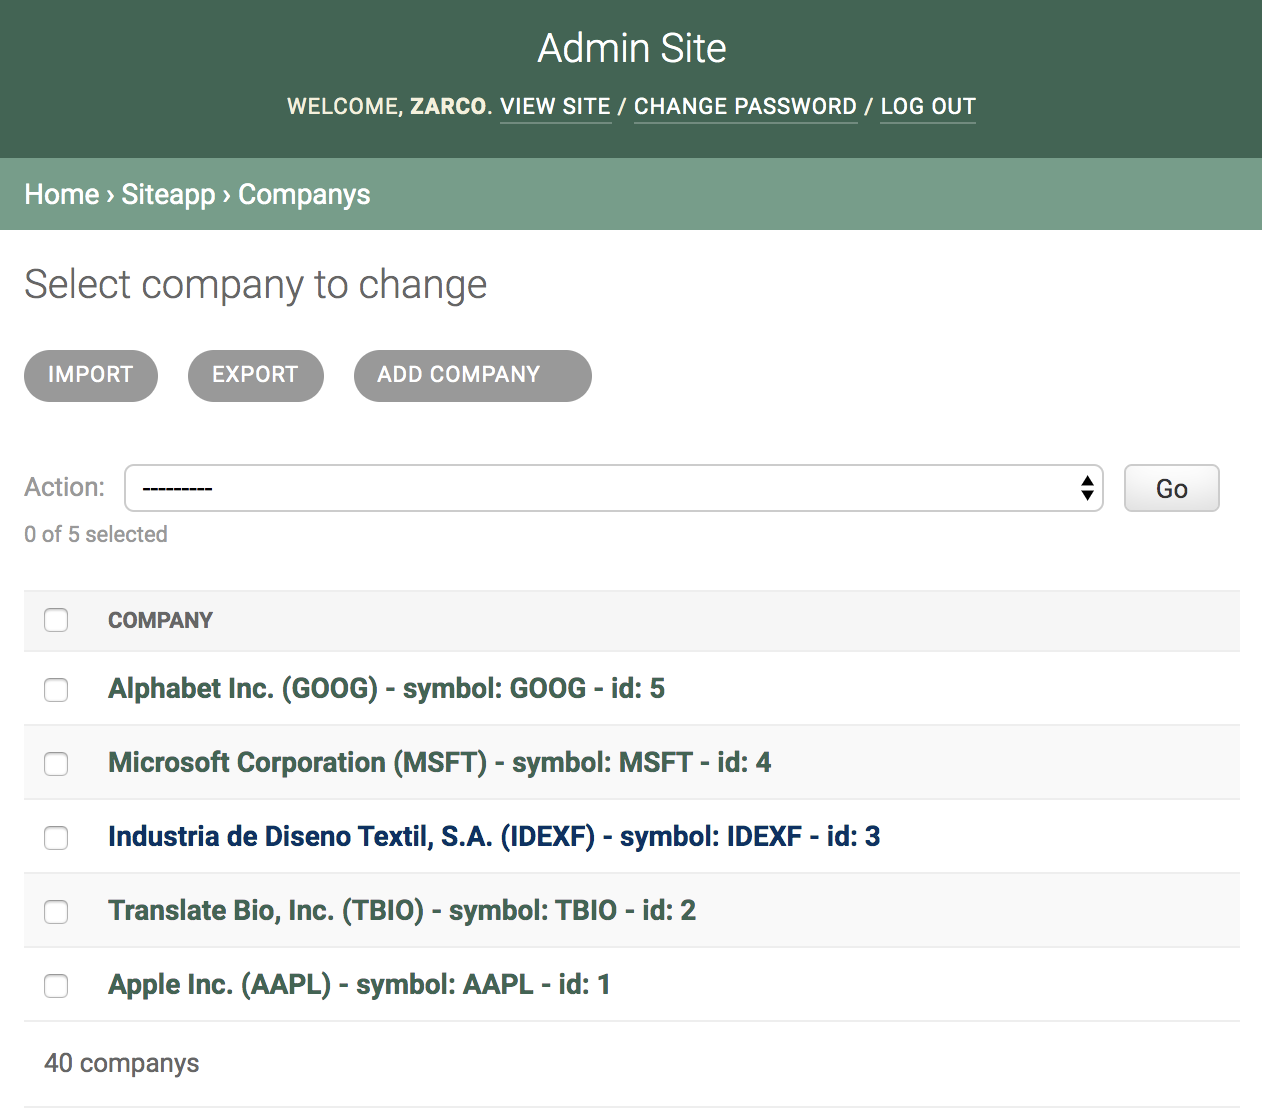 Admin Site
WELCOME, ZARCO. VIEW SITE / CHANGE PASSWORD / LOG OUT
Home › Siteapp › Companys
Select company to change
IMPORT EXPORT ADD COMPANY
Action: --------- Go
0 of 5 selected
COMPANY
Alphabet Inc. (GOOG) - symbol: GOOG - id: 5
Microsoft Corporation (MSFT) - symbol: MSFT - id: 4
Industria de Diseno Textil, S.A. (IDEXF) - symbol: IDEXF - id: 3
Translate Bio, Inc. (TBIO) - symbol: TBIO - id: 2
Apple Inc. (AAPL) - symbol: AAPL - id: 1
40 companys